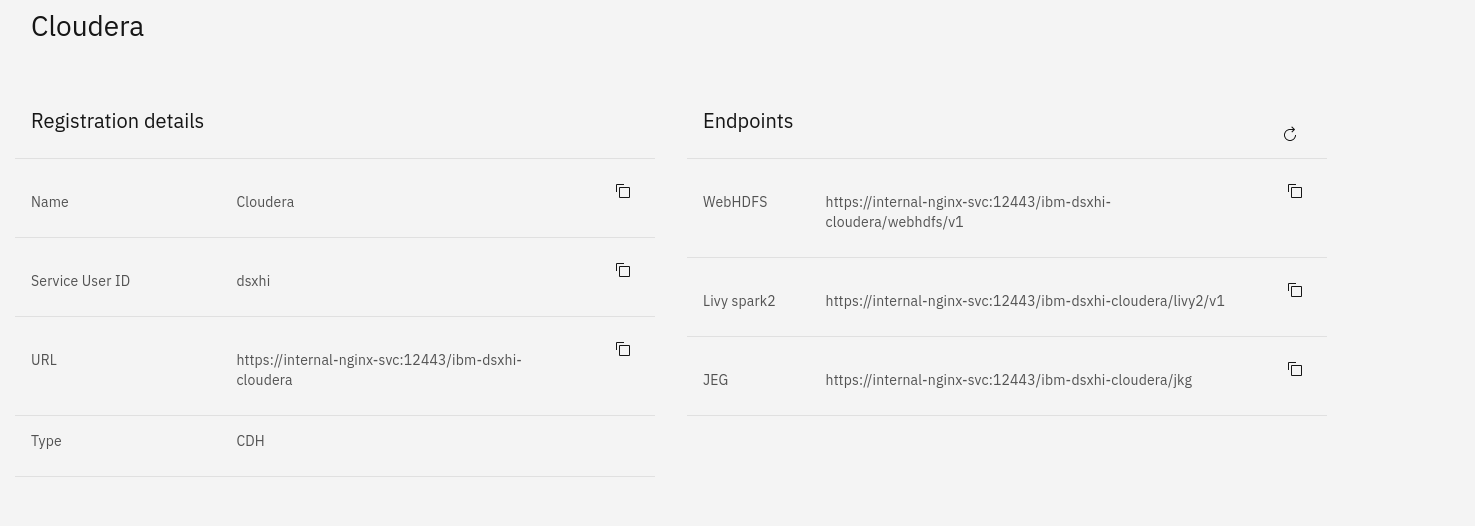 Cloudera
Registration details
Name Cloudera
Service User ID dsxhi
URL https://internal-nginx-svc:12443/ibm-dsxhi-
cloudera
Type CDH
Endpoints
WebHDFS https://internal-nginx-svc:12443/ibm-dsxhi-
cloudera/webhdfs/v1
Livy spark2 https://internal-nginx-svc:12443/ibm-dsxhi-cloudera/livy2/v1
JEG https://internal-nginx-svc:12443/ibm-dsxhi-cloudera/jkg